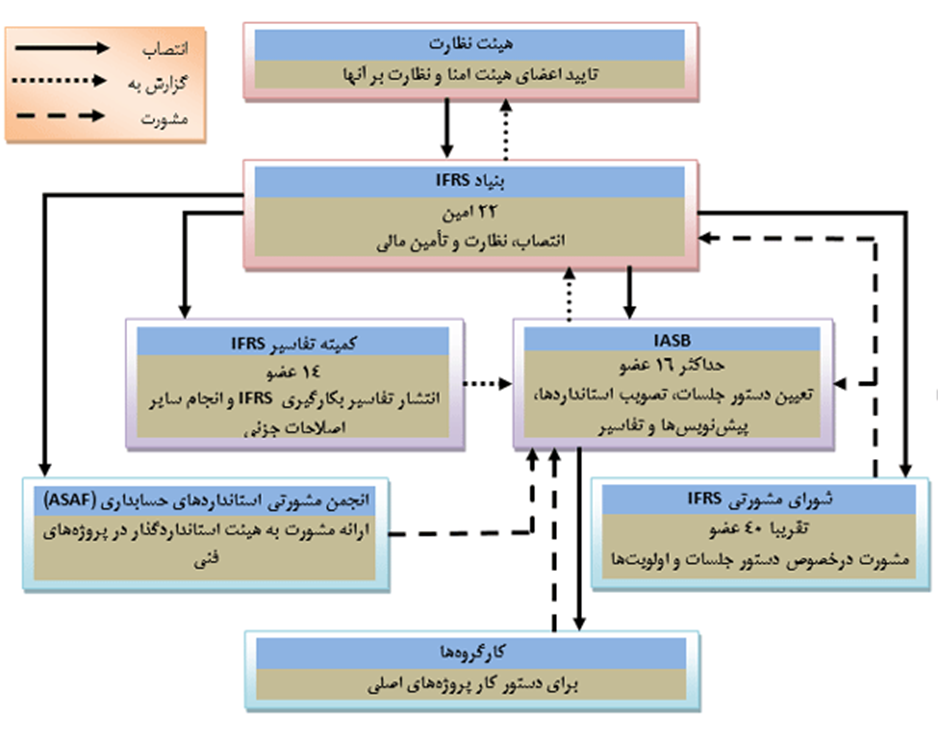 انتصاب
گزارش به
مشورت
هیئت نظارت
تایید اعضای هیئت امنا و نظارت بر آنها
بنیاد IFRS
۲۲ امین
انتصاب، نظارت و تأمین مالی
کمیته تفاسیر IFRS
۱۴ عضو
انتشار تفاسیر بکارگیری IFRS و انجام سایر
اصلاحات جزئی
IASB
حداکثر ۱۶ عضو
تعیین دستور جلسات، تصویب استانداردها،
پیش‌نویس‌ها و تفاسیر
انجمن مشورتی استانداردهای حسابداری (ASAF)
ارائه مشورت به هیئت استانداردگذار در پروژه‌های
فنی
شورای مشورتی IFRS
تقریبا ۴۰ عضو
مشورت درخصوص دستور جلسات و اولویت‌ها
کارگروه‌ها
برای دستور کار پروژه‌های اصلی